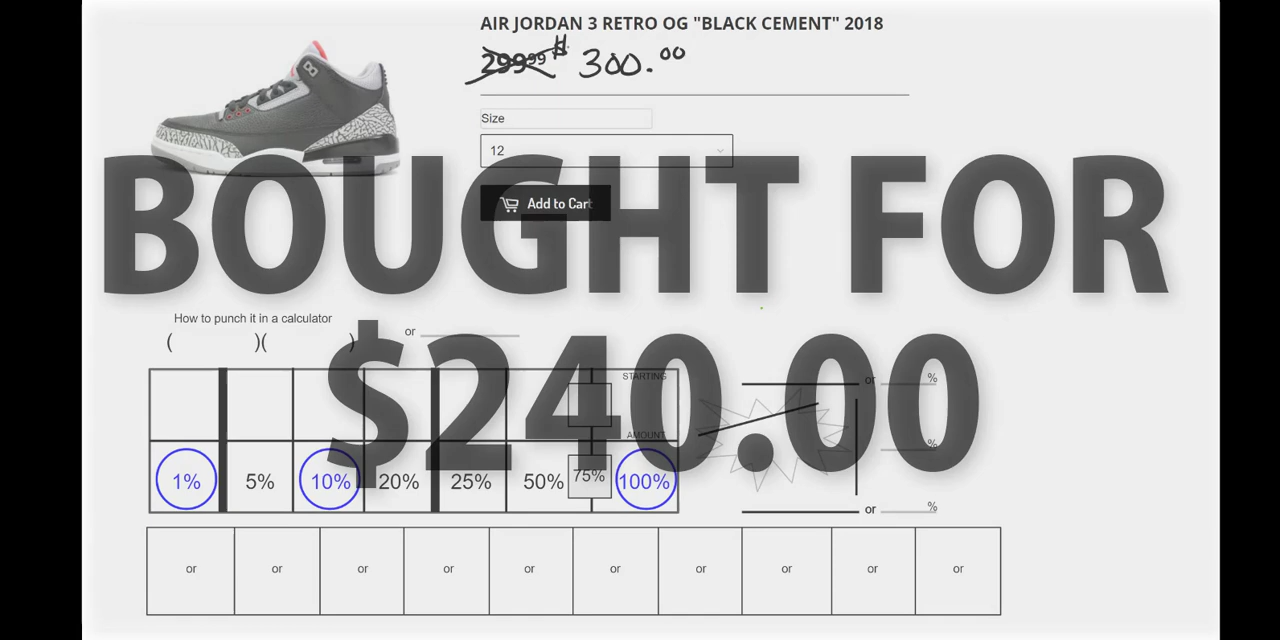 AIR JORDAN 3 RETRO OG "BLACK CEMENT" 2018
299⁹⁹ $ 300.⁰⁰
Size
12
Add to Cart
BOUGHT FOR
$240.00
How to punch it in a calculator
( )( ) or
STARTING
AMOUNT
1% 5% 10% 20% 25% 50% 75% 100%
or %
%
or %
or or or or or or or or or or